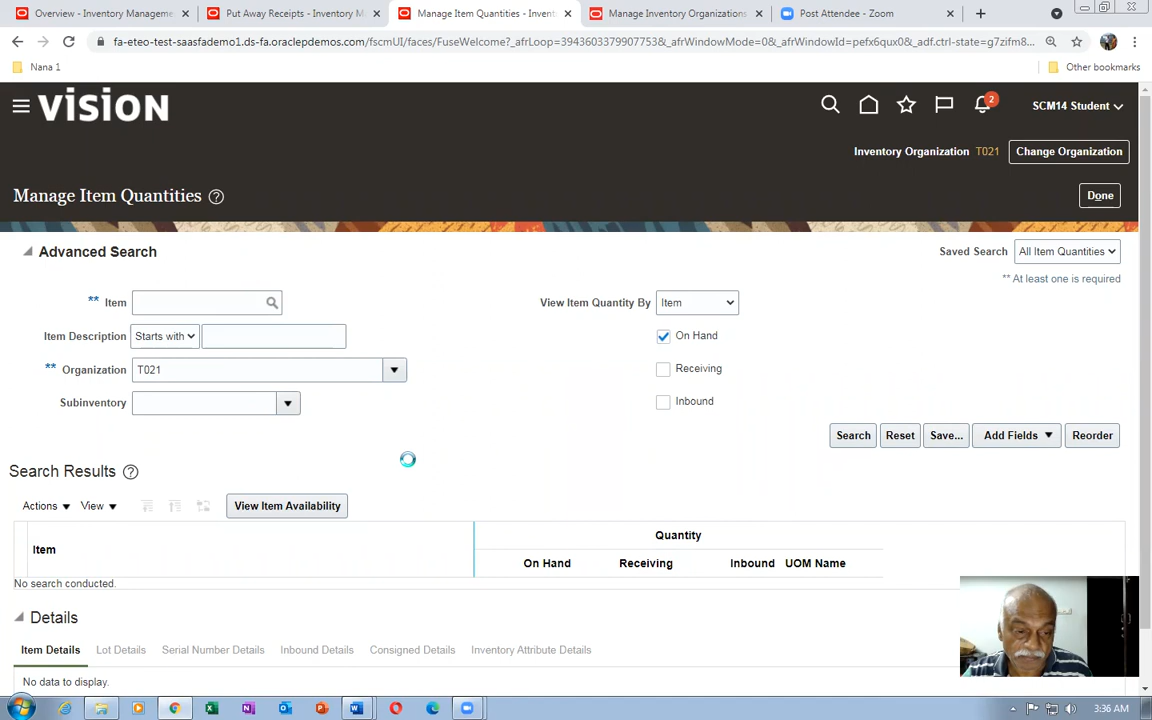 Overview - Inventory Manageme
Put Away Receipts - Inventory M
Manage Item Quantities - Invent
Manage Inventory Organizations
Post Attendee - Zoom
fa-eteo-test-saasfademo1.ds-fa.oraclepdemos.com/fscmUI/faces/FuseWelcome?_afrLoop=39436033799077538&_afrWindowMode=0&_afrWindowId=pefx6qux0&_adf.ctrl-state=g7zifm8...
Nana 1
Other bookmarks
VISION
2
SCM14 Student
Inventory Organization T021 Change Organization
Manage Item Quantities ?
Done
Advanced Search
Saved Search All Item Quantities
** At least one is required
** Item
View Item Quantity By Item
Item Description Starts with
On Hand
** Organization T021
Receiving
Subinventory
Inbound
Search Reset Save... Add Fields Reorder
Search Results ?
Actions View View Item Availability
Quantity
Item
On Hand Receiving Inbound UOM Name
No search conducted.
Details
Item Details Lot Details Serial Number Details Inbound Details Consigned Details Inventory Attribute Details
No data to display.
3:36 AM